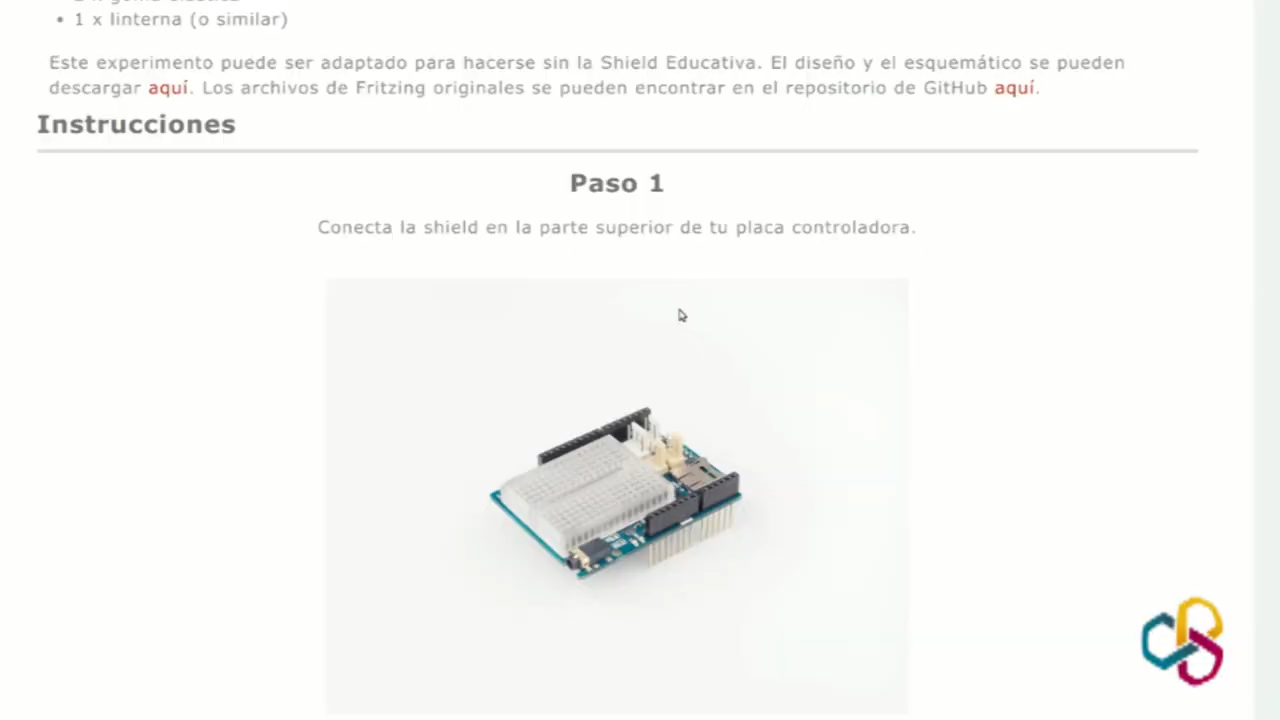 • 1 x linterna (o similar)
Este experimento puede ser adaptado para hacerse sin la Shield Educativa. El diseño y el esquemático se pueden
descargar aquí. Los archivos de Fritzing originales se pueden encontrar en el repositorio de GitHub aquí.
Instrucciones
Paso 1
Conecta la shield en la parte superior de tu placa controladora.